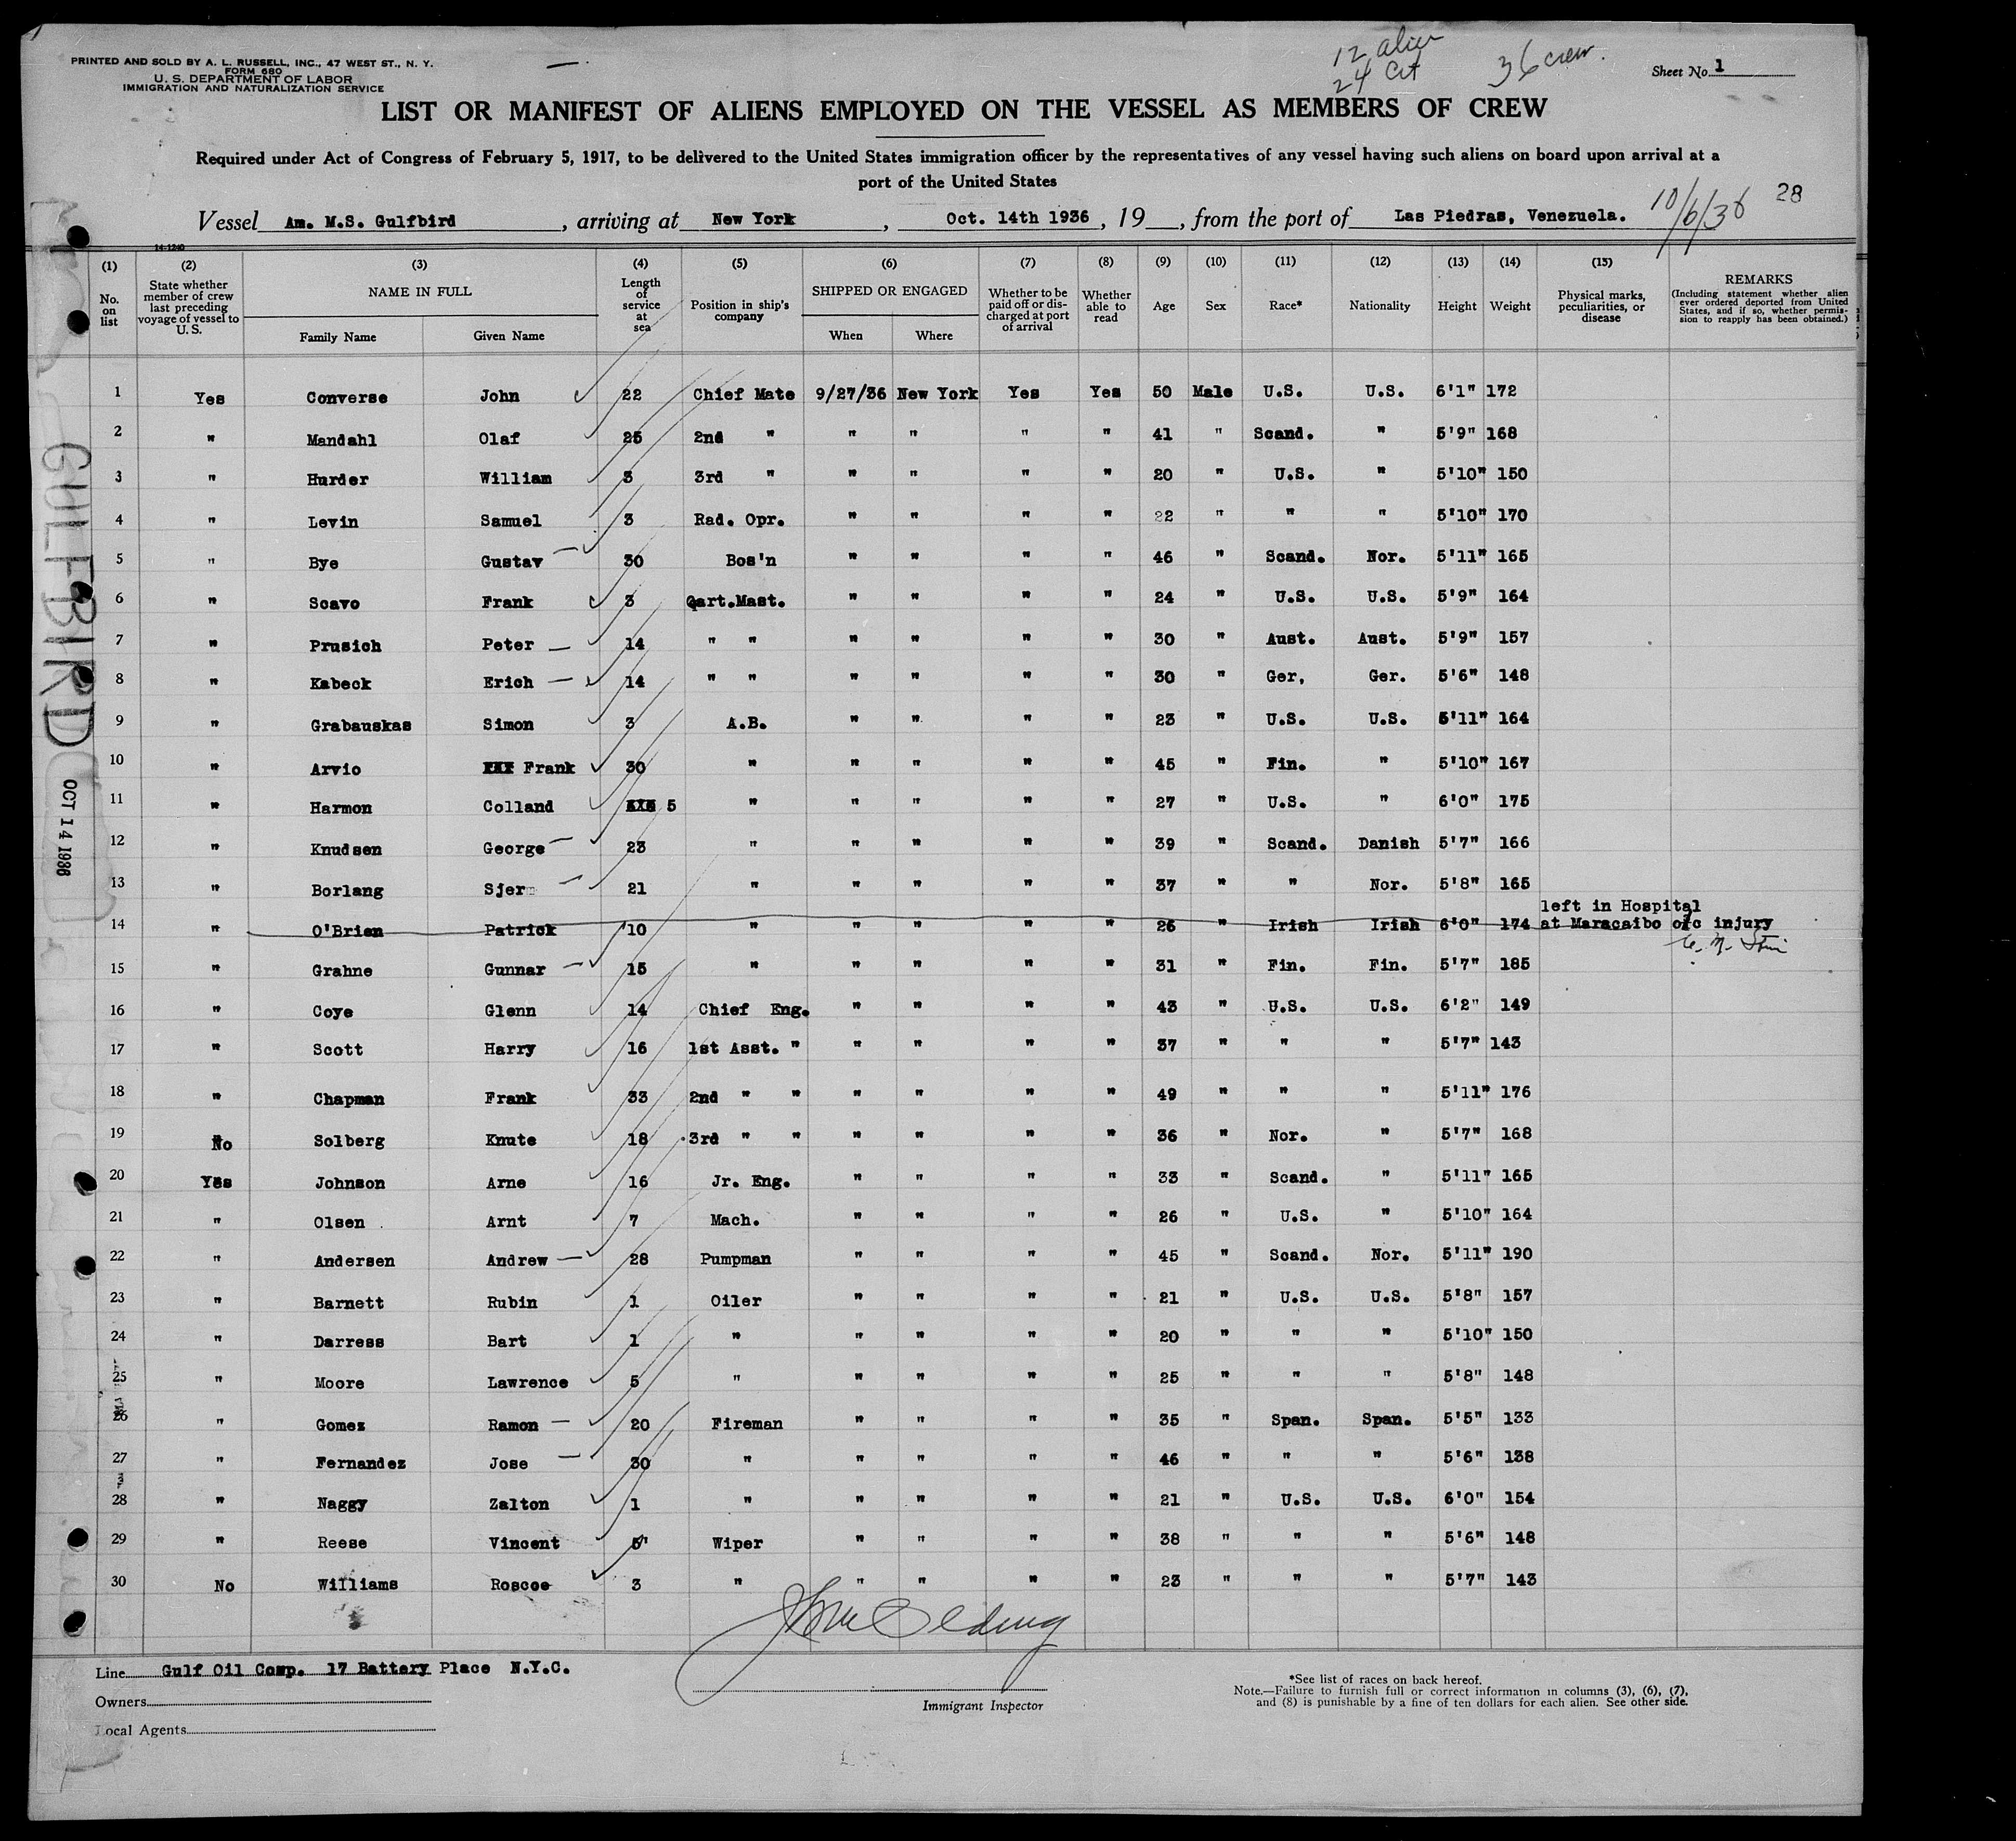 PRINTED AND SOLD BY A. L. RUSSELL, INC., 47 WEST ST., N. Y.
FORM 680
U. S. DEPARTMENT OF LABOR
IMMIGRATION AND NATURALIZATION SERVICE
12 alien
24 Cit
36 crew.
Sheet No. 1
LIST OR MANIFEST OF ALIENS EMPLOYED ON THE VESSEL AS MEMBERS OF CREW
Required under Act of Congress of February 5, 1917, to be delivered to the United States immigration officer by the representatives of any vessel having such aliens on board upon arrival at a
port of the United States
10/6/36 28
Vessel Am. M.S. Gulfbird, arriving at New York, Oct. 14th 1936, 19, from the port of Las Piedras, Venezuela.
14-1240
(1) No. on list
(2) State whether member of crew last preceding voyage of vessel to U. S.
(3) NAME IN FULL Family Name Given Name
(4) Length of service at sea
(5) Position in ship's company
(6) SHIPPED OR ENGAGED When Where
(7) Whether to be paid off or discharged at port of arrival
(8) Whether able to read
(9) Age
(10) Sex
(11) Race*
(12) Nationality
(13) Height
(14) Weight
(15) Physical marks, peculiarities, or disease
REMARKS (Including statement whether alien ever ordered deported from United States, and if so, whether permission to reapply has been obtained.)
1 Yes Converse John 22 Chief Mate 9/27/36 New York Yes Yes 50 Male U.S. U.S. 6'1" 172
2 " Mandahl Olaf 25 2nd " " " " " 41 " Scand. " 5'9" 168
3 " Hurder William 3 3rd " " " " " 20 " U.S. " 5'10" 150
4 " Levin Samuel 3 Rad. Opr. " " " " 22 " " " 5'10" 170
5 " Bye Gustav 30 Bos'n " " " " 46 " Scand. Nor. 5'11" 165
6 " Scavo Frank 3 Qart.Mast. " " " " 24 " U.S. U.S. 5'9" 164
7 " Prusich Peter 14 " " " " " " 30 " Aust. Aust. 5'9" 157
8 " Kabeck Erich 14 " " " " " " 30 " Ger. Ger. 5'6" 148
9 " Grabauskas Simon 3 A.B. " " " " 23 " U.S. U.S. 5'11" 164
10 " Arvio Frank 30 " " " " " 45 " Fin. " 5'10" 167
11 " Harmon Colland 5 " " " " " 27 " U.S. " 6'0" 175
12 " Knudsen George 23 " " " " " 39 " Scand. Danish 5'7" 166
13 " Borlang Sjer 21 " " " " " 37 " " Nor. 5'8" 165
14 " O'Brien Patrick 10 " " " " " 26 " Irish Irish 6'0" 174 left in Hospital at Maracaibo o/c injury
15 " Grahne Gunnar 15 " " " " " 31 " Fin. Fin. 5'7" 185
16 " Coye Glenn 14 Chief Eng. " " " " 43 " U.S. U.S. 6'2" 149
17 " Scott Harry 16 1st Asst. " " " " " 37 " " " 5'7" 143
18 " Chapman Frank 33 2nd " " " " " " 49 " " " 5'11" 176
19 No Solberg Knute 18 3rd " " " " " " 36 " Nor. " 5'7" 168
20 Yes Johnson Arne 16 Jr. Eng. " " " " 33 " Scand. " 5'11" 165
21 " Olsen Arnt 7 Mach. " " " " 26 " U.S. " 5'10" 164
22 " Andersen Andrew 28 Pumpman " " " " 45 " Scand. Nor. 5'11" 190
23 " Barnett Rubin 1 Oiler " " " " 21 " U.S. U.S. 5'8" 157
24 " Darress Bart 1 " " " " " 20 " " " 5'10" 150
25 " Moore Lawrence 5 " " " " " 25 " " " 5'8" 148
26 " Gomez Ramon 20 Fireman " " " " 35 " Span. Span. 5'5" 133
27 " Fernandez Jose 30 " " " " " 46 " " " 5'6" 138
28 " Naggy Zalton 1 " " " " " 21 " U.S. U.S. 6'0" 154
29 " Reese Vincent 5 Wiper " " " " 38 " " " 5'6" 148
30 No Williams Roscoe 3 " " " " " 23 " " " 5'7" 143
GULFBIRD
OCT 14 1936
Line Gulf Oil Comp. 17 Battery Place N.Y.C.
Owners
Local Agents
Immigrant Inspector
*See list of races on back hereof.
Note.—Failure to furnish full or correct information in columns (3), (6), (7),
and (8) is punishable by a fine of ten dollars for each alien. See other side.